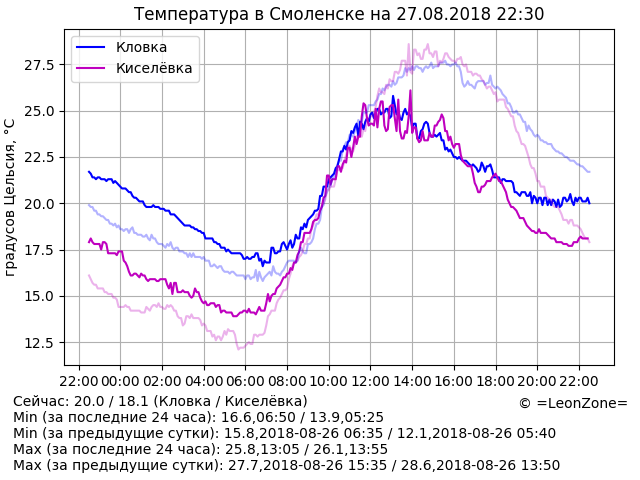 Температура в Смоленске на 27.08.2018 22:30
Кловка
Киселёвка
градусов Цельсия, °C
27.5
25.0
22.5
20.0
17.5
15.0
12.5
22:00 00:00 02:00 04:00 06:00 08:00 10:00 12:00 14:00 16:00 18:00 20:00 22:00
Сейчас: 20.0 / 18.1 (Кловка / Киселёвка)
© =LeonZone=
Min (за последние 24 часа): 16.6,06:50 / 13.9,05:25
Min (за предыдущие сутки): 15.8,2018-08-26 06:35 / 12.1,2018-08-26 05:40
Max (за последние 24 часа): 25.8,13:05 / 26.1,13:55
Max (за предыдущие сутки): 27.7,2018-08-26 15:35 / 28.6,2018-08-26 13:50